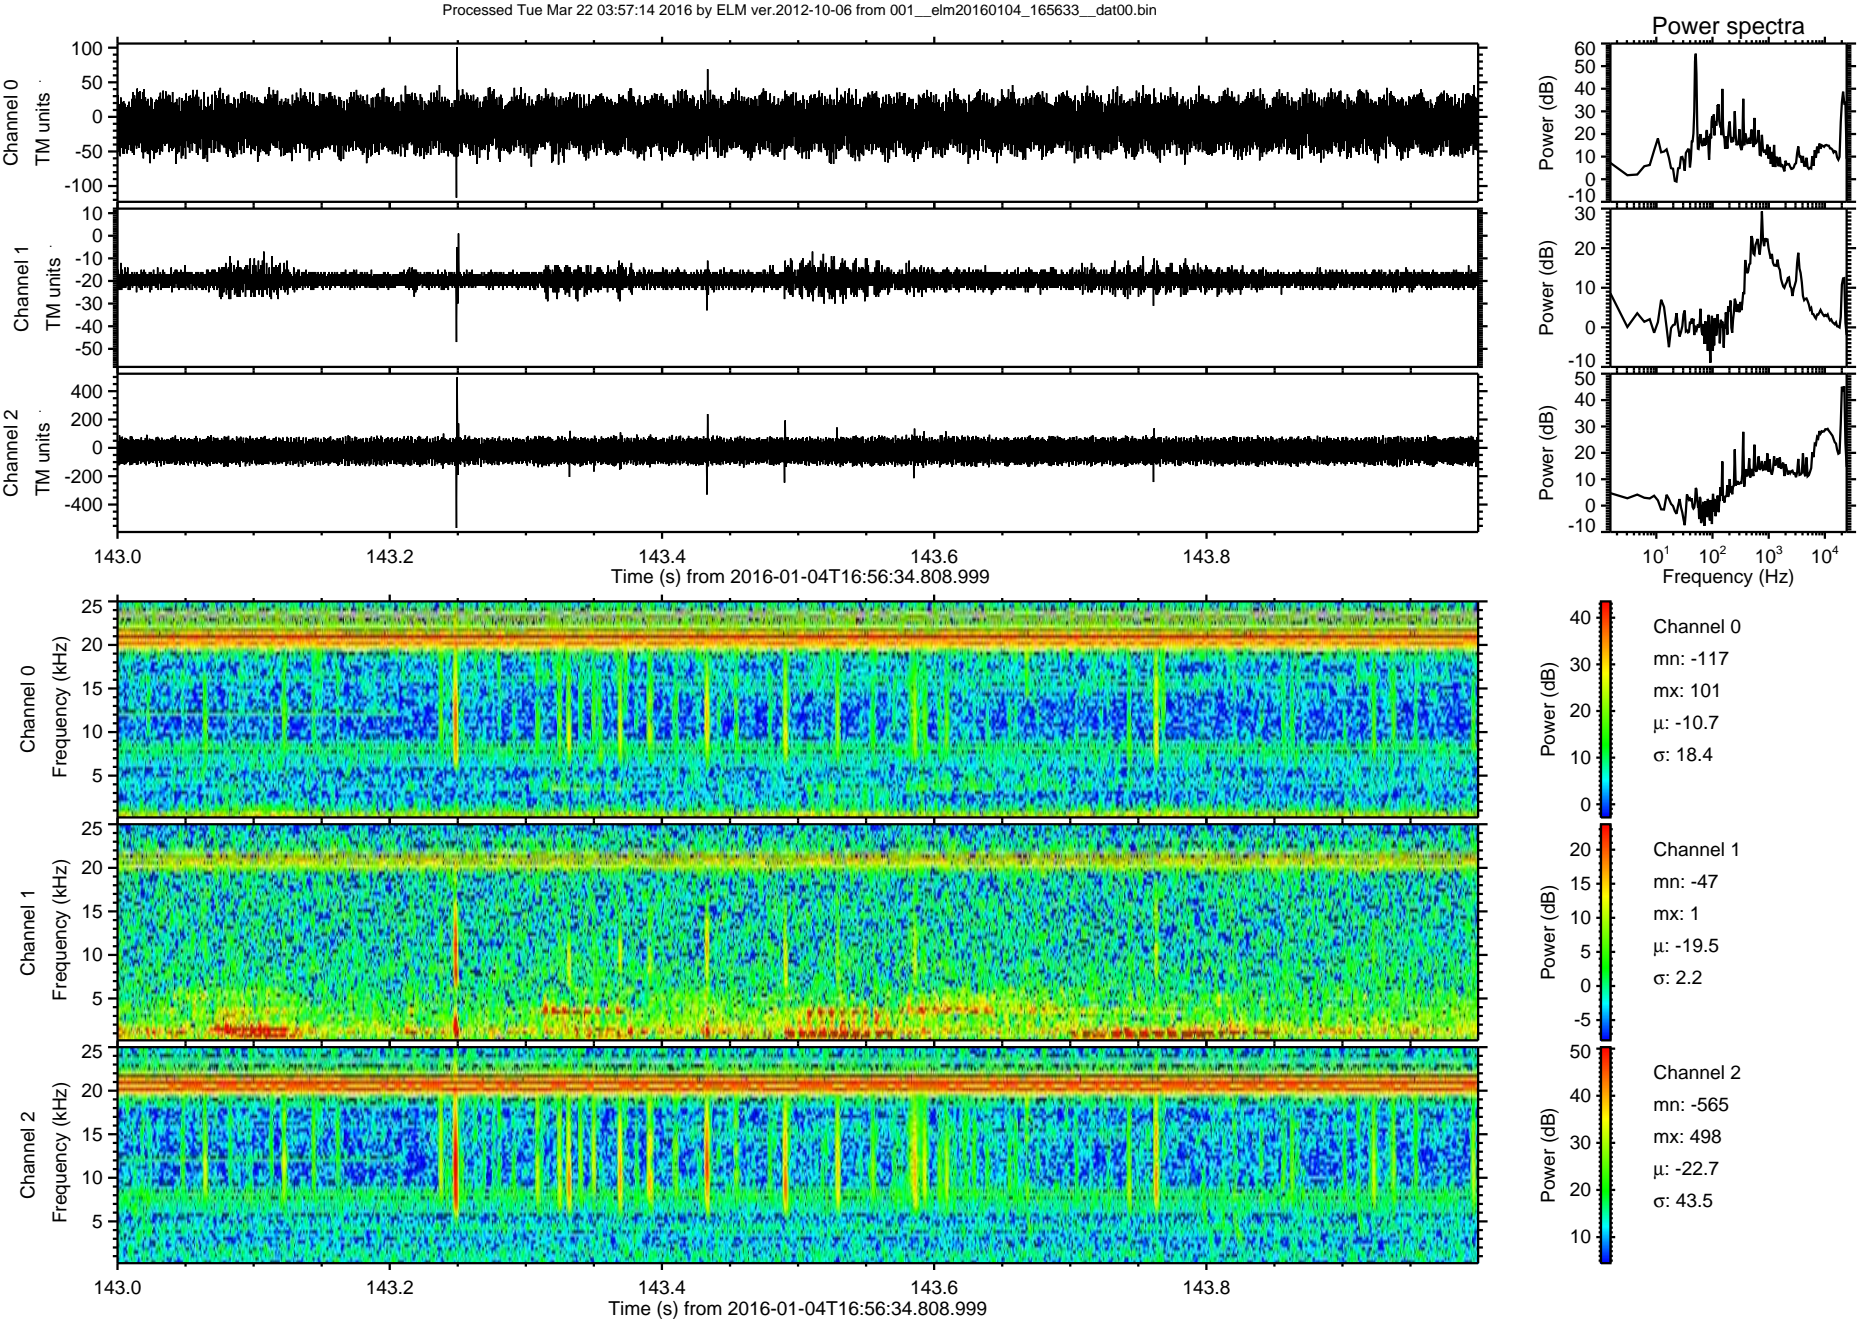 Processed Tue Mar 22 03:57:14 2016 by ELM ver.2012-10-06 from 001__elm20160104_165633__dat00.bin
Power spectra
Channel 0
TM units
100
50
0
-50
-100
Power (dB)
60
50
40
30
20
10
0
-10
Channel 1
TM units
10
0
-10
-20
-30
-40
-50
Power (dB)
30
20
10
0
-10
Channel 2
TM units
400
200
0
-200
-400
Power (dB)
50
40
30
20
10
0
-10
143.0 143.2 143.4 143.6 143.8
Time (s) from 2016-01-04T16:56:34.808.999
10^1 10^2 10^3 10^4
Frequency (Hz)
Channel 0
Frequency (kHz)
25
20
15
10
5
Power (dB)
40
30
20
10
0
Channel 0
mn: -117
mx: 101
μ: -10.7
σ: 18.4
Channel 1
Frequency (kHz)
25
20
15
10
5
Power (dB)
20
15
10
5
0
-5
Channel 1
mn: -47
mx: 1
μ: -19.5
σ: 2.2
Channel 2
Frequency (kHz)
25
20
15
10
5
Power (dB)
50
40
30
20
10
Channel 2
mn: -565
mx: 498
μ: -22.7
σ: 43.5
143.0 143.2 143.4 143.6 143.8
Time (s) from 2016-01-04T16:56:34.808.999